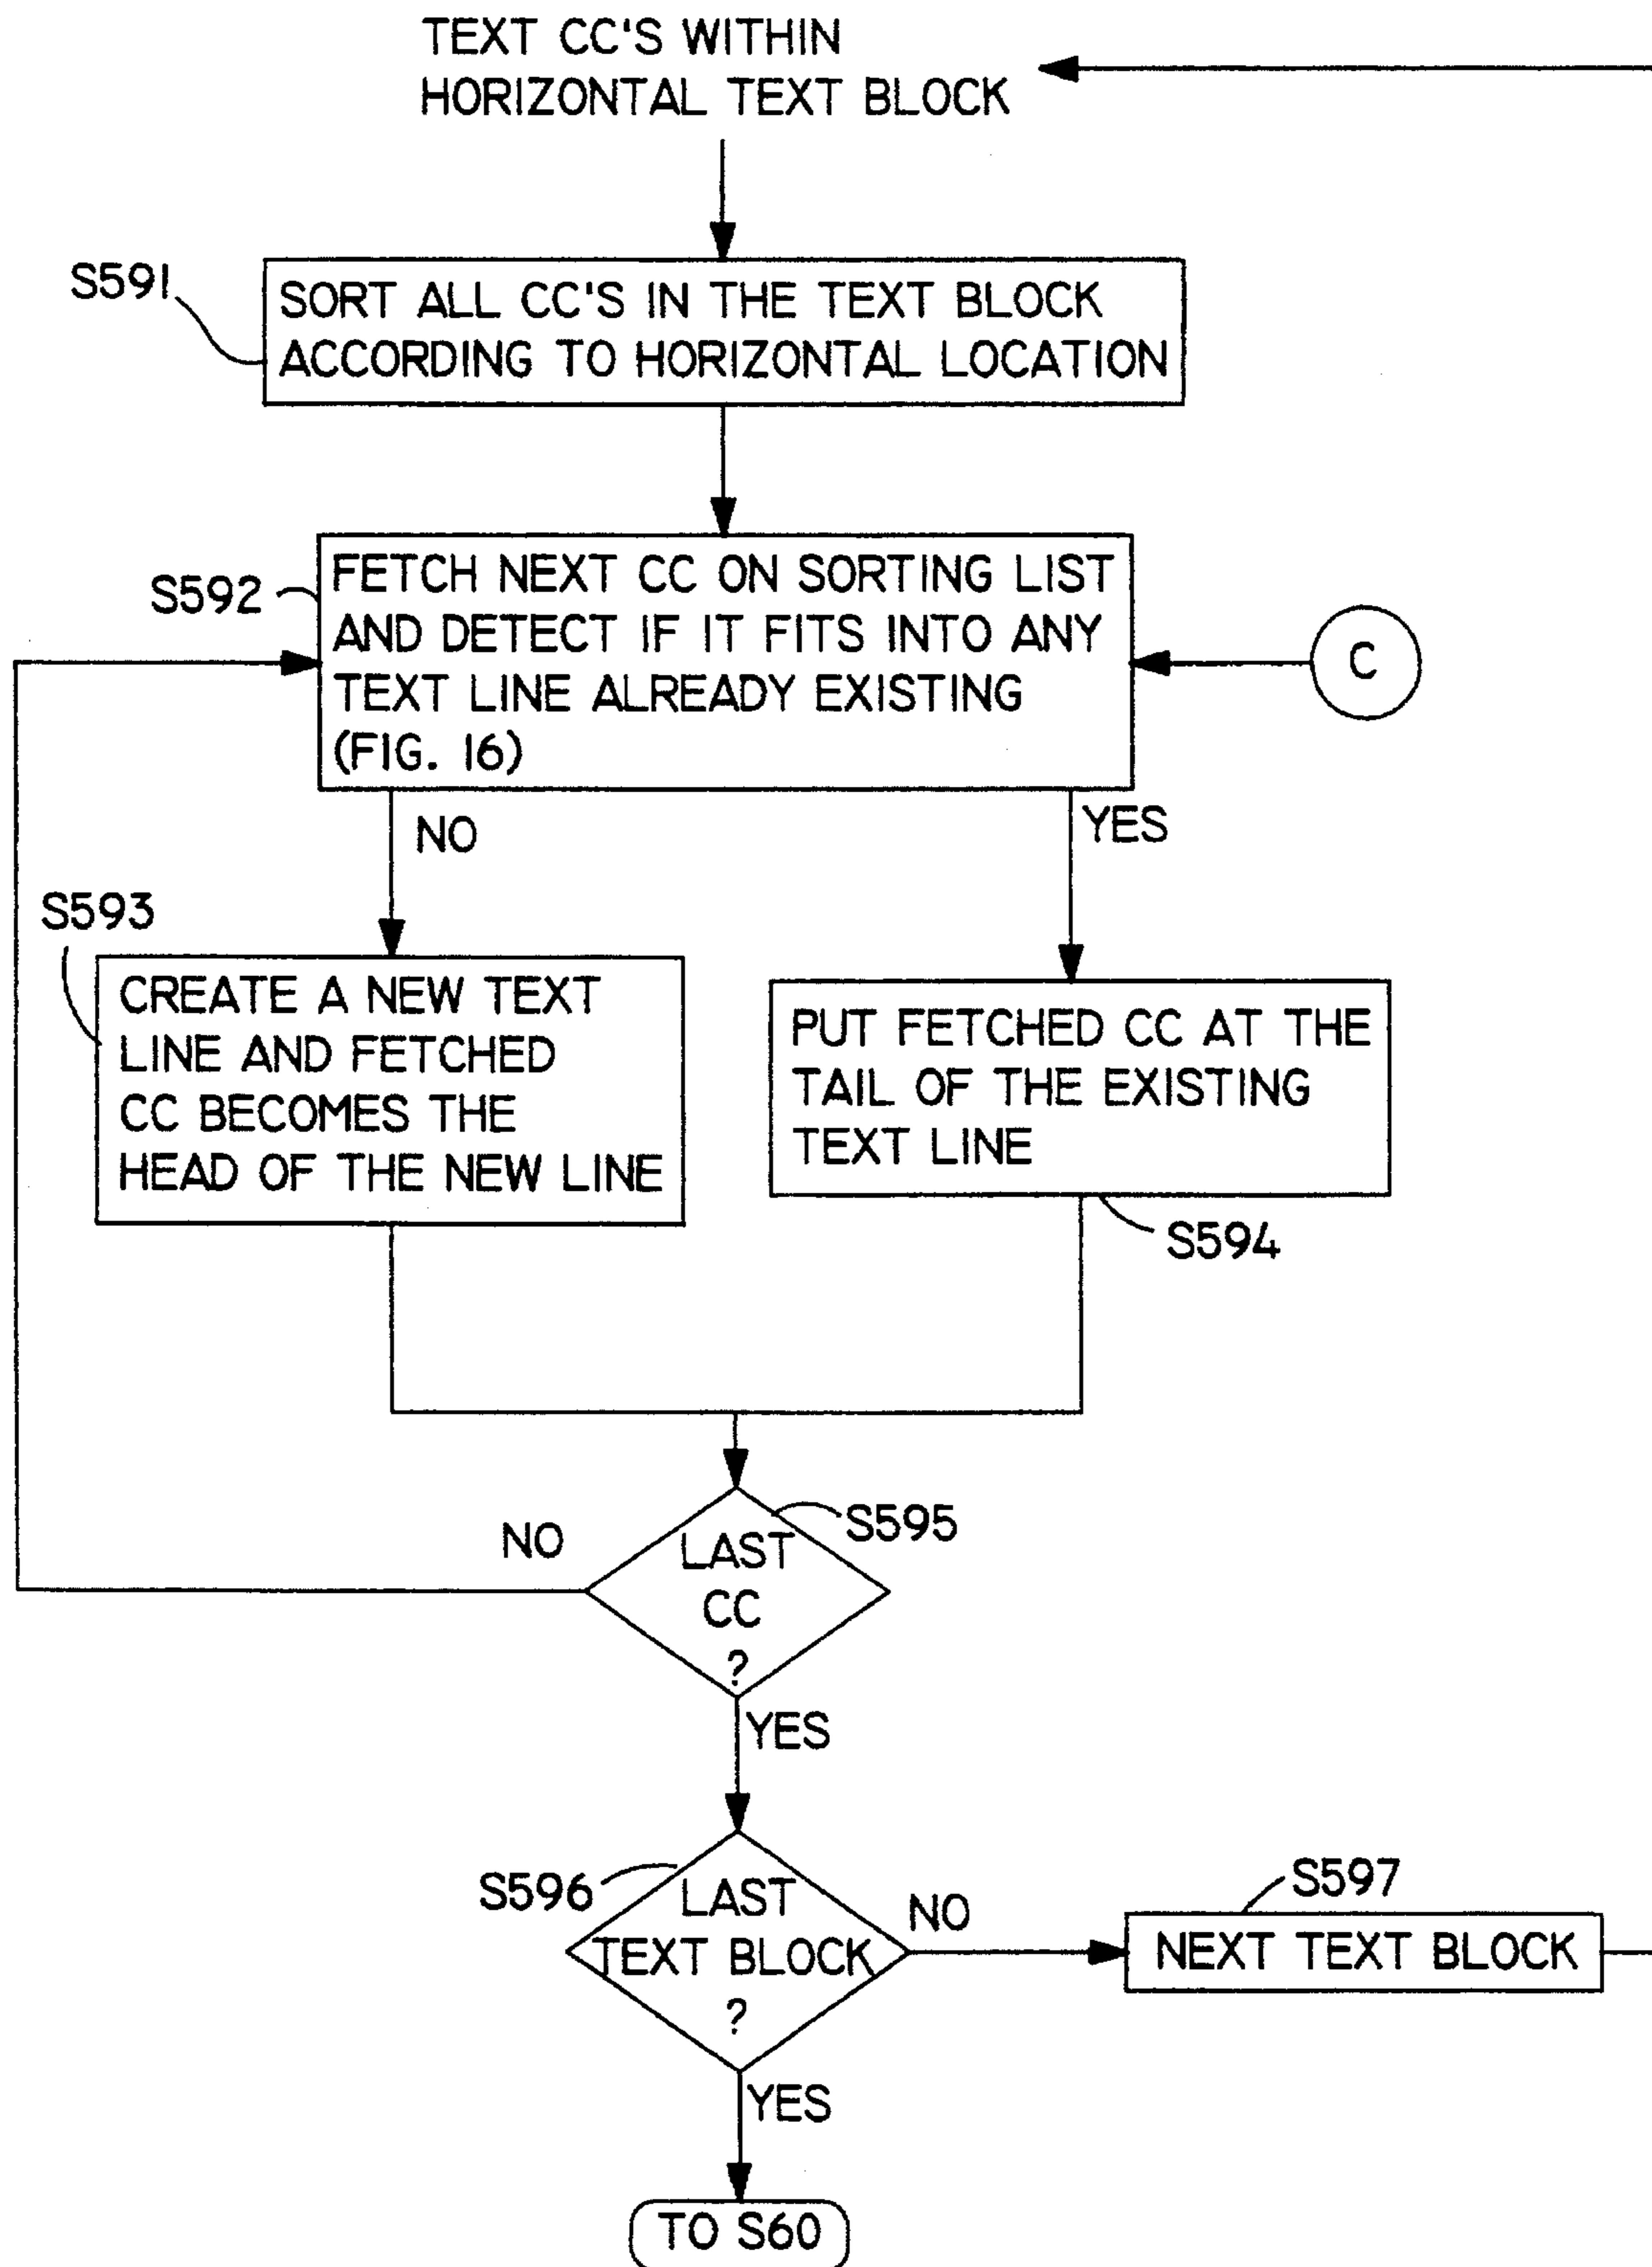 TEXT CC'S WITHIN
HORIZONTAL TEXT BLOCK
S591
SORT ALL CC'S IN THE TEXT BLOCK
ACCORDING TO HORIZONTAL LOCATION
S592
FETCH NEXT CC ON SORTING LIST
AND DETECT IF IT FITS INTO ANY
TEXT LINE ALREADY EXISTING
(FIG. 16)
C
NO
YES
S593
CREATE A NEW TEXT
LINE AND FETCHED
CC BECOMES THE
HEAD OF THE NEW LINE
PUT FETCHED CC AT THE
TAIL OF THE EXISTING
TEXT LINE
S594
S595
NO
LAST
CC
?
YES
S596
LAST
TEXT BLOCK
?
NO
S597
NEXT TEXT BLOCK
YES
TO S60